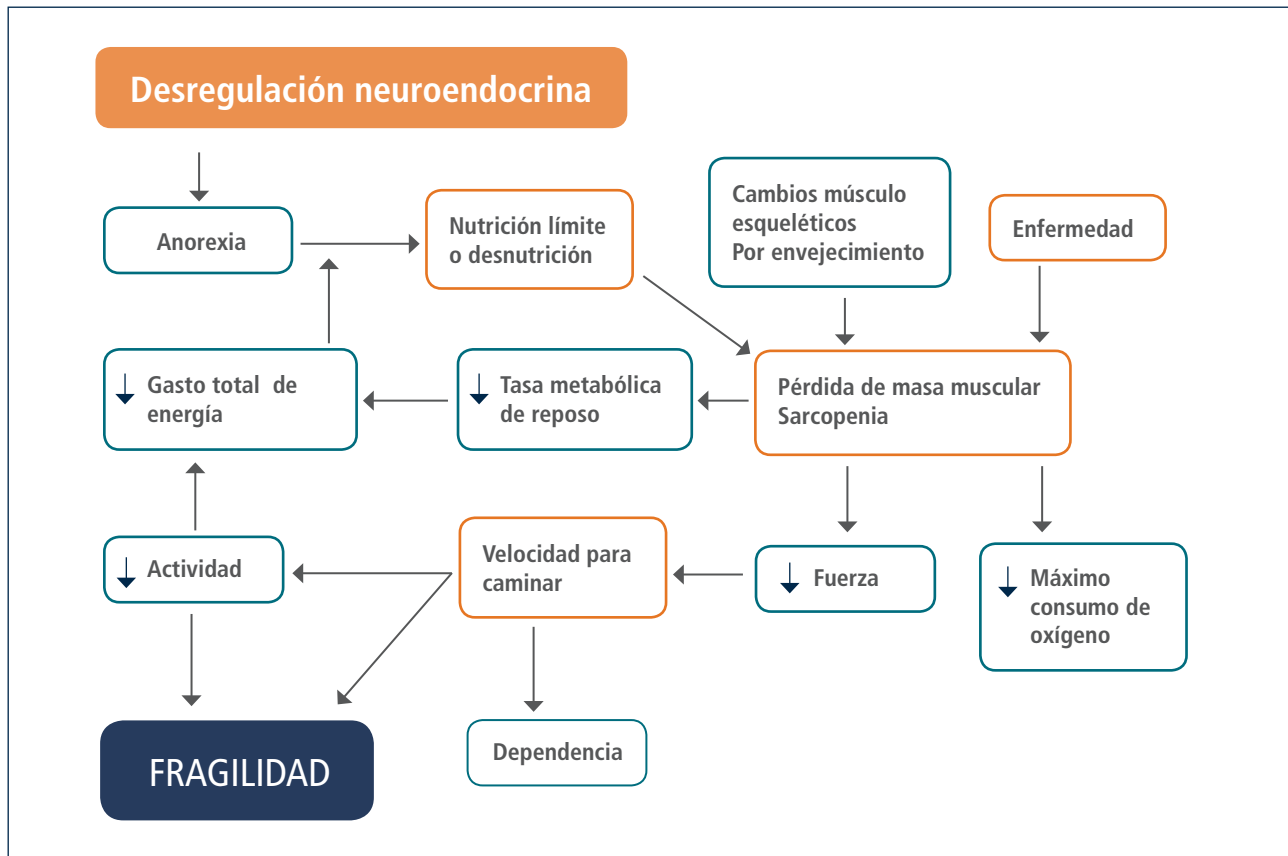 Desregulación neuroendocrina
Anorexia
Nutrición límite
o desnutrición
Cambios músculo
esqueléticos
Por envejecimiento
Enfermedad
Gasto total de
energía
Tasa metabólica
de reposo
Pérdida de masa muscular
Sarcopenia
Actividad
Velocidad para
caminar
Fuerza
Máximo
consumo de
oxígeno
FRAGILIDAD
Dependencia